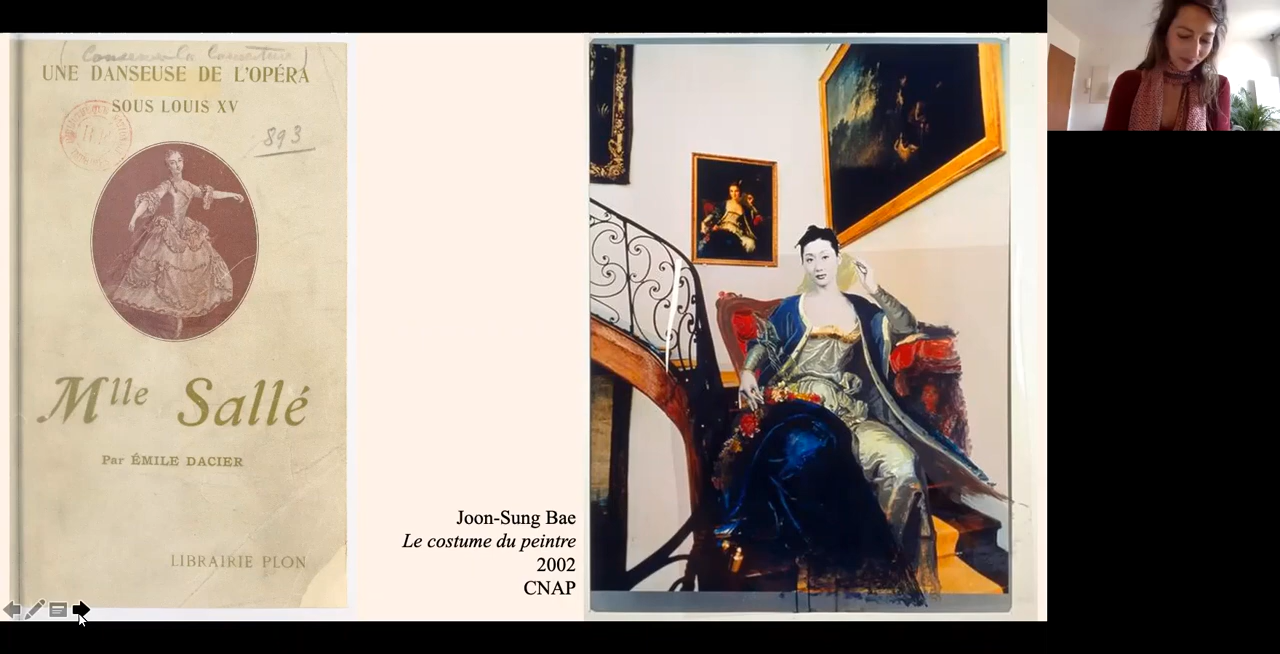 UNE DANSEUSE DE L'OPÉRA
SOUS LOUIS XV
893
Mlle Sallé
Par ÉMILE DACIER
LIBRAIRIE PLON
Joon-Sung Bae
Le costume du peintre
2002
CNAP